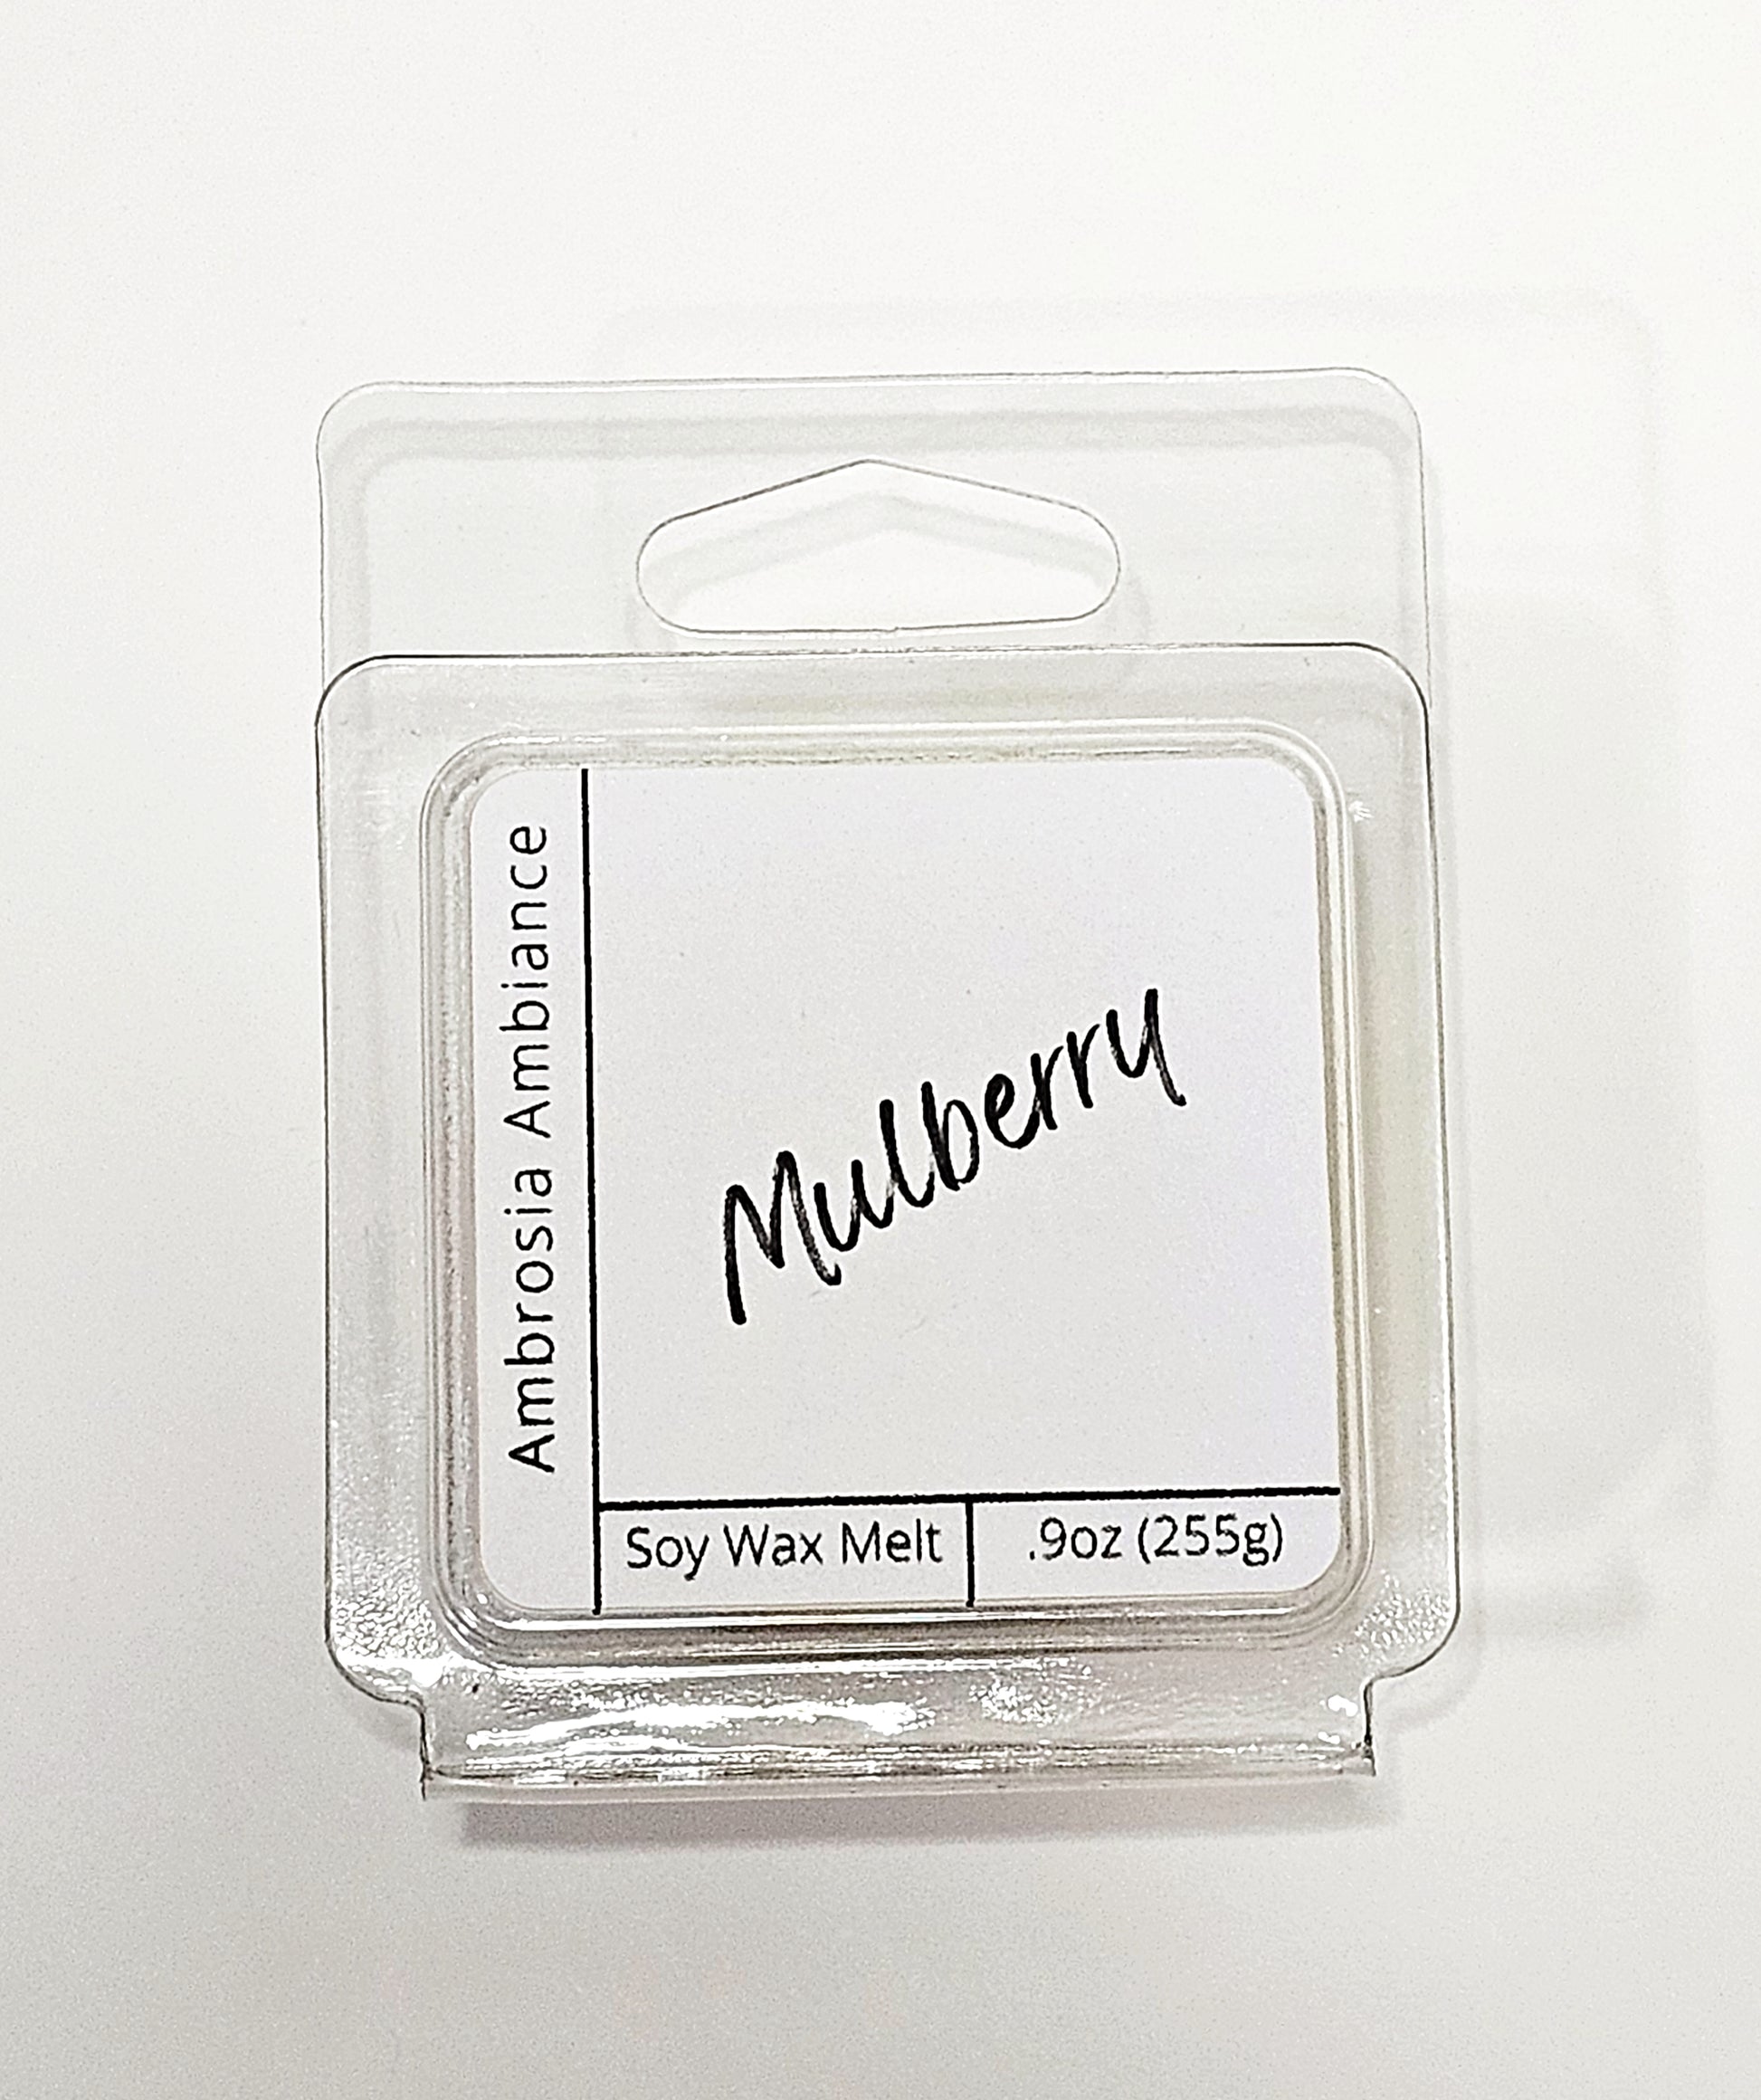 Ambrosia Ambiance
Mulberry
Soy Wax Melt
.9oz (255g)